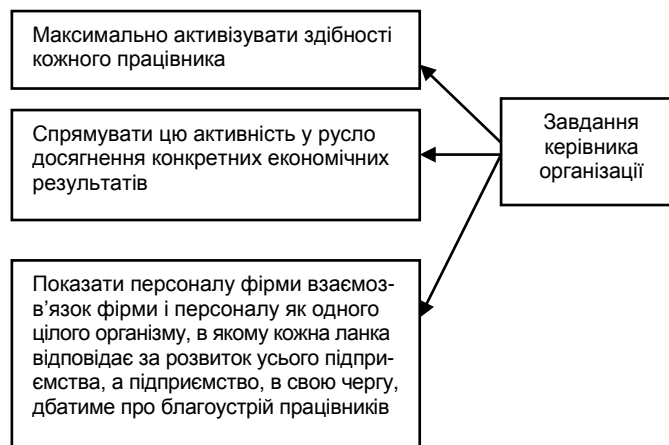 Максимально активізувати здібності
кожного працівника
Спрямувати цю активність у русло
досягнення конкретних економічних
результатів
Показати персоналу фірми взаємоз-
в’язок фірми і персоналу як одного
цілого організму, в якому кожна ланка
відповідає за розвиток усього підпри-
ємства, а підприємство, в свою чергу,
дбатиме про благоустрій працівників
Завдання
керівника
організації